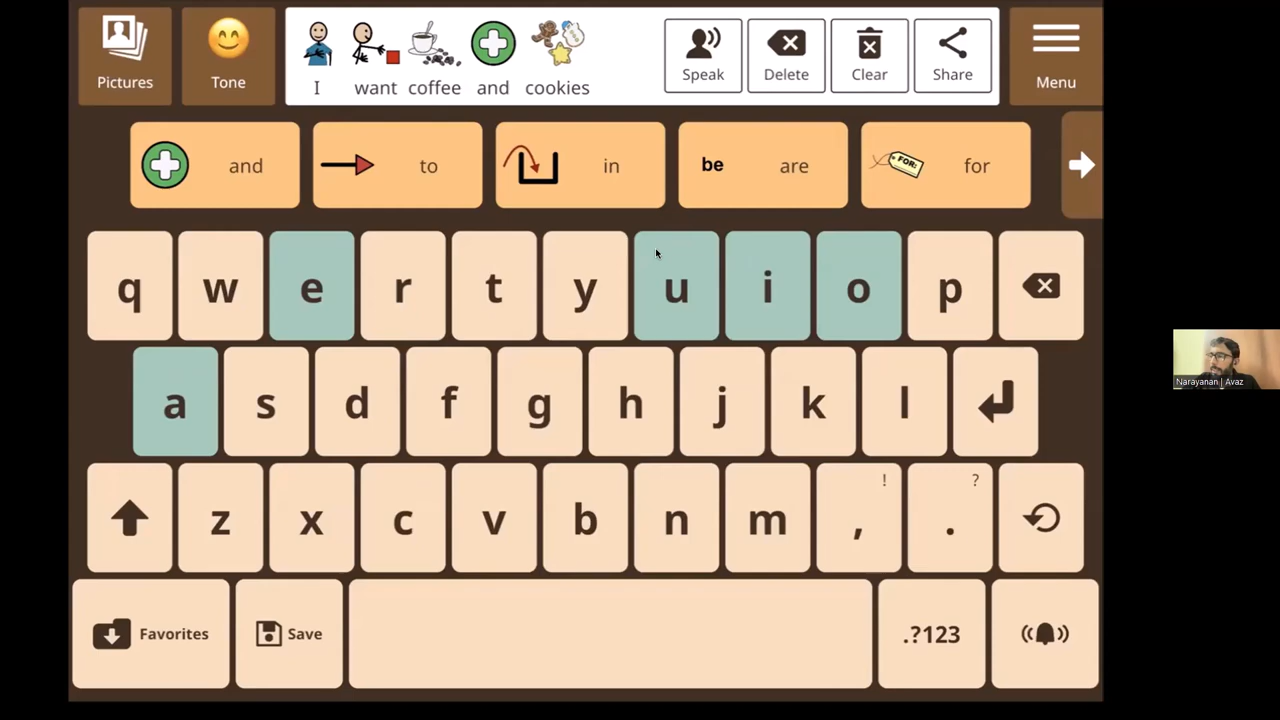 Pictures Tone I want coffee and cookies Speak Delete Clear Share Menu
and to in be are FOR: for
q w e r t y u i o p
a s d f g h j k l
! ?
z x c v b n m , .
Favorites Save .?123
Narayanan | Avaz